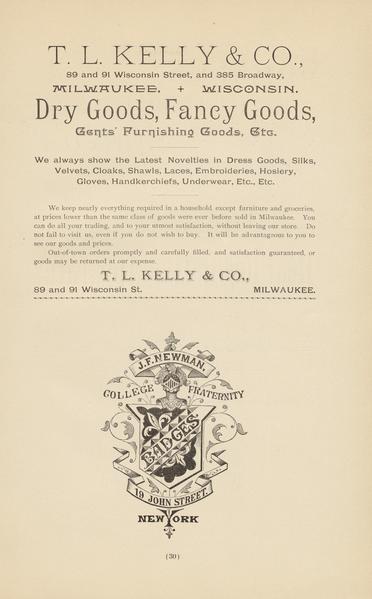 T. L. KELLY & CO.,
89 and 91 Wisconsin Street, and 385 Broadway,
MILWAUKEE, + WISCONSIN.
Dry Goods, Fancy Goods,
Gents' Furnishing Goods, Etc.
We always show the Latest Novelties in Dress Goods, Silks,
Velvets, Cloaks, Shawls, Laces, Embroideries, Hosiery,
Gloves, Handkerchiefs, Underwear, Etc., Etc.
We keep nearly everything required in a household except furniture and groceries,
at prices lower than the same class of goods were ever before sold in Milwaukee. You
can do all your trading, and to your utmost satisfaction, without leaving our store. Do
not fail to visit us, even if you do not wish to buy. It will be advantageous to you to
see our goods and prices.
Out-of-town orders promptly and carefully filled, and satisfaction guaranteed, or
goods may be returned at our expense.
T. L. KELLY & CO.,
89 and 91 Wisconsin St. MILWAUKEE.
J.F. NEWMAN,
COLLEGE FRATERNITY
BADGES
19 JOHN STREET.
NEW YORK
(30)